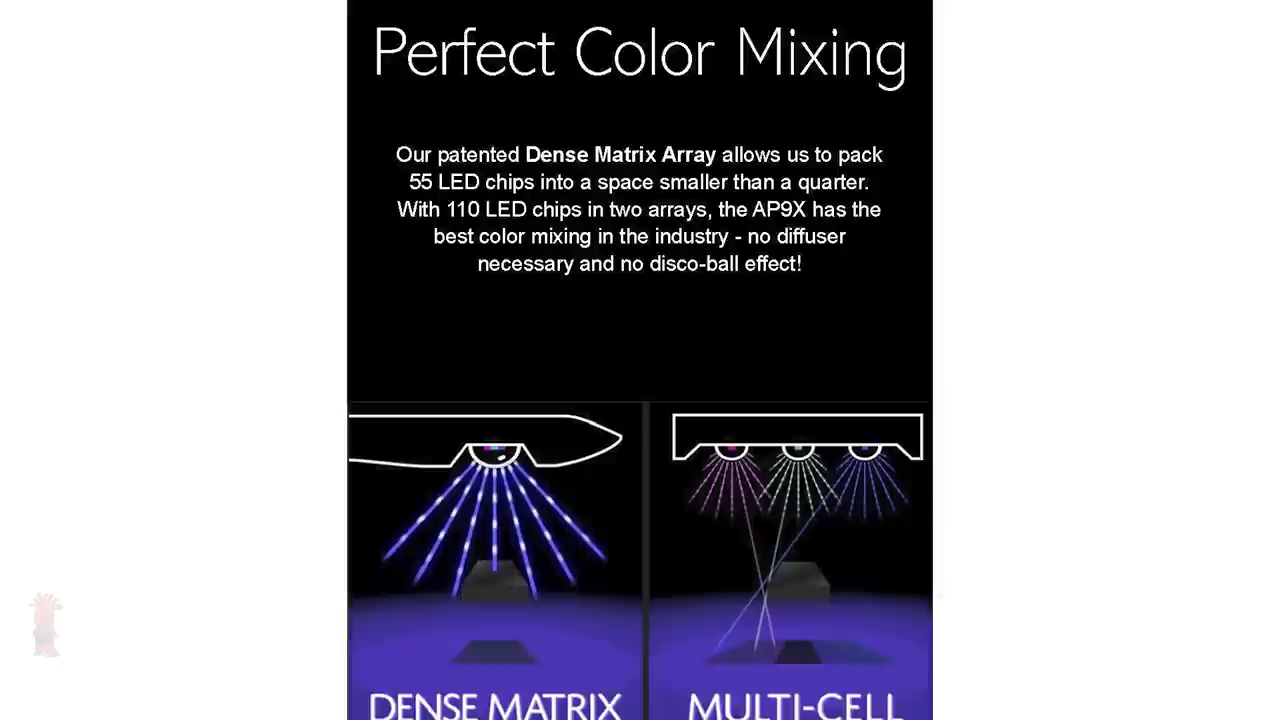 Perfect Color Mixing
Our patented Dense Matrix Array allows us to pack
55 LED chips into a space smaller than a quarter.
With 110 LED chips in two arrays, the AP9X has the
best color mixing in the industry - no diffuser
necessary and no disco-ball effect!
DENSE MATRIX
MULTI-CELL